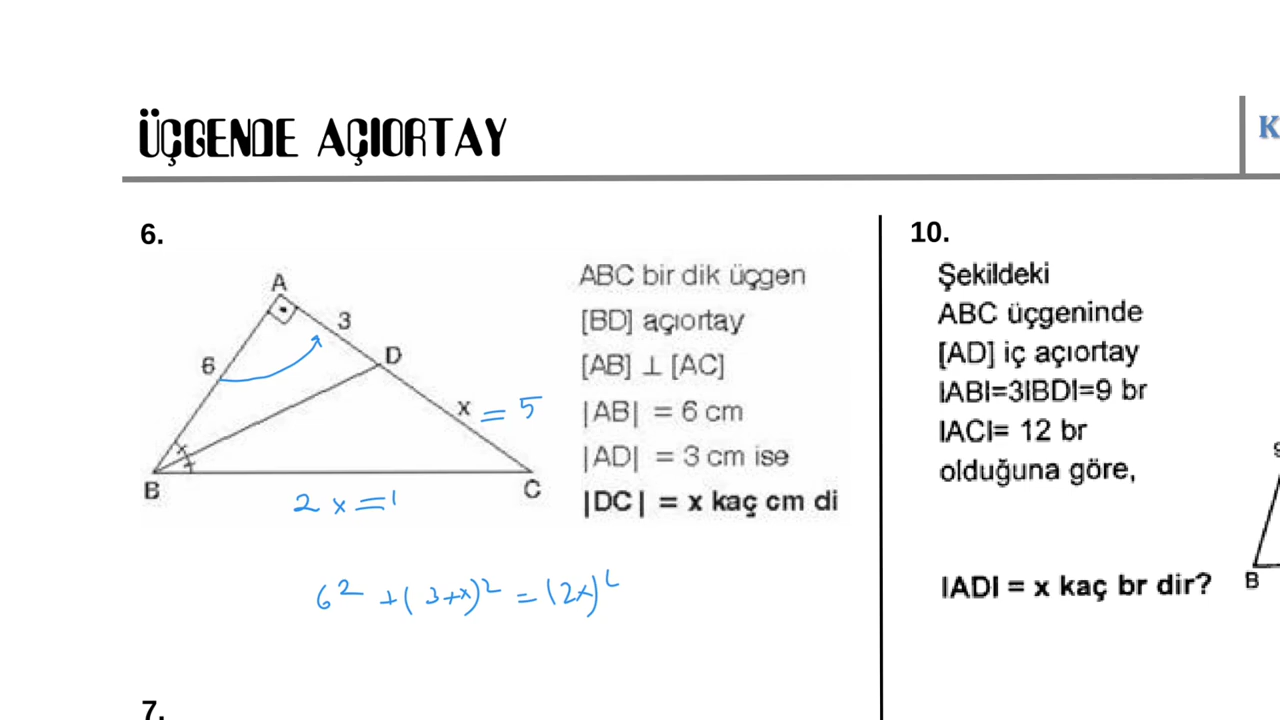 ÜÇGENDE AÇIORTAY
K
6.
A
3
D
6
x = 5
B
C
2x = 1
ABC bir dik üçgen
[BD] açıortay
[AB] ⊥ [AC]
|AB| = 6 cm
|AD| = 3 cm ise
|DC| = x kaç cm di
6² + (3+x)² = (2x)²
7.
10.
Şekildeki
ABC üçgeninde
[AD] iç açıortay
IABI=3IBDI=9 br
IACI= 12 br
olduğuna göre,
9
IADI = x kaç br dir?
B